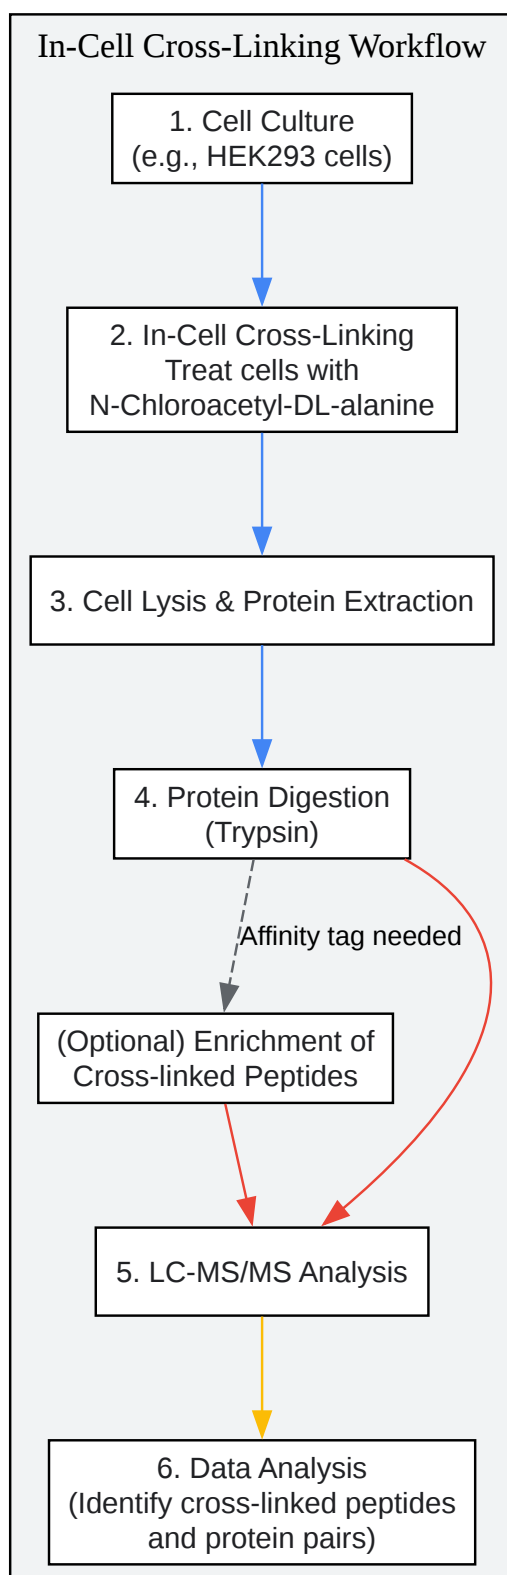 In-Cell Cross-Linking Workflow
1. Cell Culture
(e.g., HEK293 cells)
2. In-Cell Cross-Linking
Treat cells with
N-Chloroacetyl-DL-alanine
3. Cell Lysis & Protein Extraction
4. Protein Digestion
(Trypsin)
Affinity tag needed
(Optional) Enrichment of
Cross-linked Peptides
5. LC-MS/MS Analysis
6. Data Analysis
(Identify cross-linked peptides
and protein pairs)